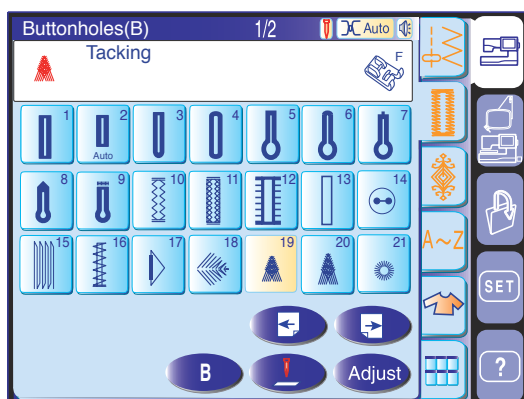 Buttonholes(B) 1/2 Auto
Tacking F
1 2 3 4 5 6 7
Auto
8 9 10 11 12 13 14
15 16 17 18 19 20 21
A~Z
SET
B Adjust ?